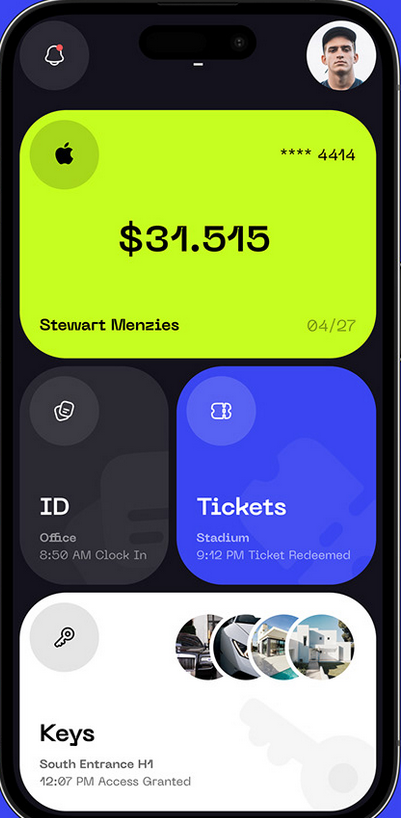 **** 4414
$31.515
Stewart Menzies
04/27
ID
Office
8:50 AM Clock In
Tickets
Stadium
9:12 PM Ticket Redeemed
Keys
South Entrance H1
12:07 PM Access Granted